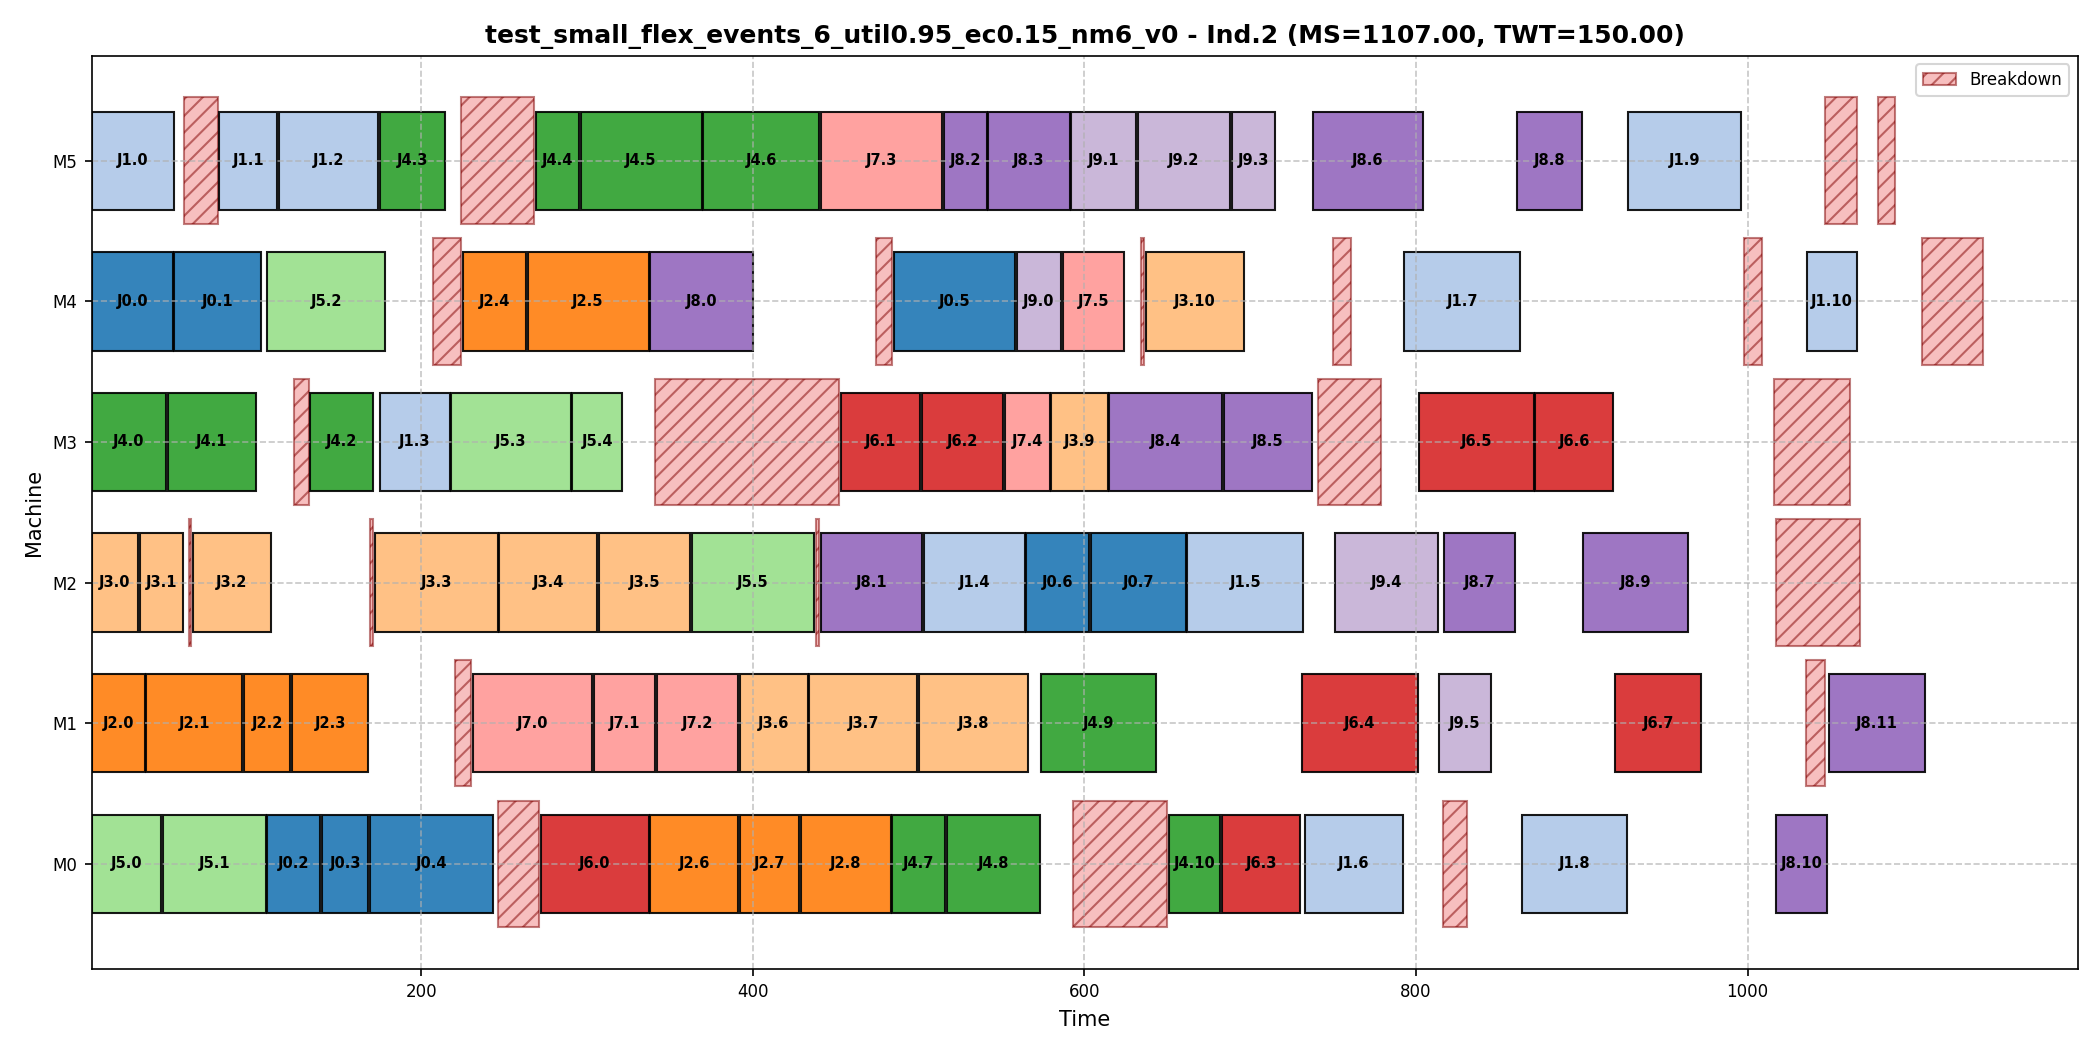 test_small_flex_events_6_util0.95_ec0.15_nm6_v0 - Ind.2 (MS=1107.00, TWT=150.00)
Breakdown
M5 J1.0 J1.1 J1.2 J4.3 J4.4 J4.5 J4.6 J7.3 J8.2 J8.3 J9.1 J9.2 J9.3 J8.6 J8.8 J1.9
M4 J0.0 J0.1 J5.2 J2.4 J2.5 J8.0 J0.5 J9.0 J7.5 J3.10 J1.7 J1.10
M3 J4.0 J4.1 J4.2 J1.3 J5.3 J5.4 J6.1 J6.2 J7.4 J3.9 J8.4 J8.5 J6.5 J6.6
Machine
M2 J3.0 J3.1 J3.2 J3.3 J3.4 J3.5 J5.5 J8.1 J1.4 J0.6 J0.7 J1.5 J9.4 J8.7 J8.9
M1 J2.0 J2.1 J2.2 J2.3 J7.0 J7.1 J7.2 J3.6 J3.7 J3.8 J4.9 J6.4 J9.5 J6.7 J8.11
M0 J5.0 J5.1 J0.2 J0.3 J0.4 J6.0 J2.6 J2.7 J2.8 J4.7 J4.8 J4.10 J6.3 J1.6 J1.8 J8.10
200 400 600 800 1000
Time